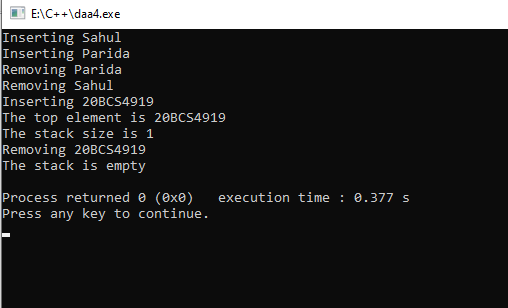 E:\C++\daa4.exe
Inserting Sahul
Inserting Parida
Removing Parida
Removing Sahul
Inserting 20BCS4919
The top element is 20BCS4919
The stack size is 1
Removing 20BCS4919
The stack is empty
Process returned 0 (0x0)   execution time : 0.377 s
Press any key to continue.